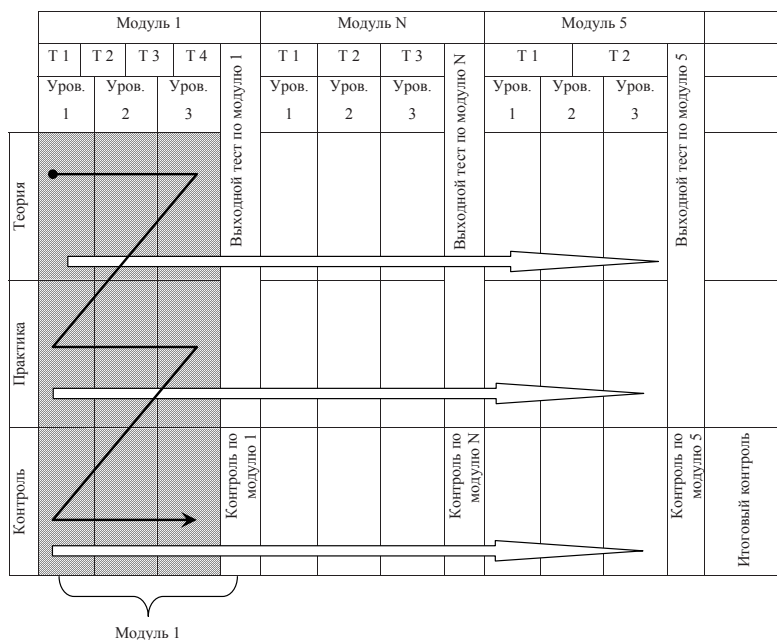 Модуль 1
Модуль N
Модуль 5
Т 1
Т 2
Т 3
Т 4
Выходной тест по модулю 1
Т 1
Т 2
Т 3
Выходной тест по модулю N
Т 1
Т 2
Выходной тест по модулю 5
Уров.
1
Уров.
2
Уров.
3
Уров.
1
Уров.
2
Уров.
3
Уров.
1
Уров.
2
Уров.
3
Теория
Практика
Контроль
Контроль по
модулю 1
Контроль по
модулю N
Контроль по
модулю 5
Итоговый контроль
Модуль 1